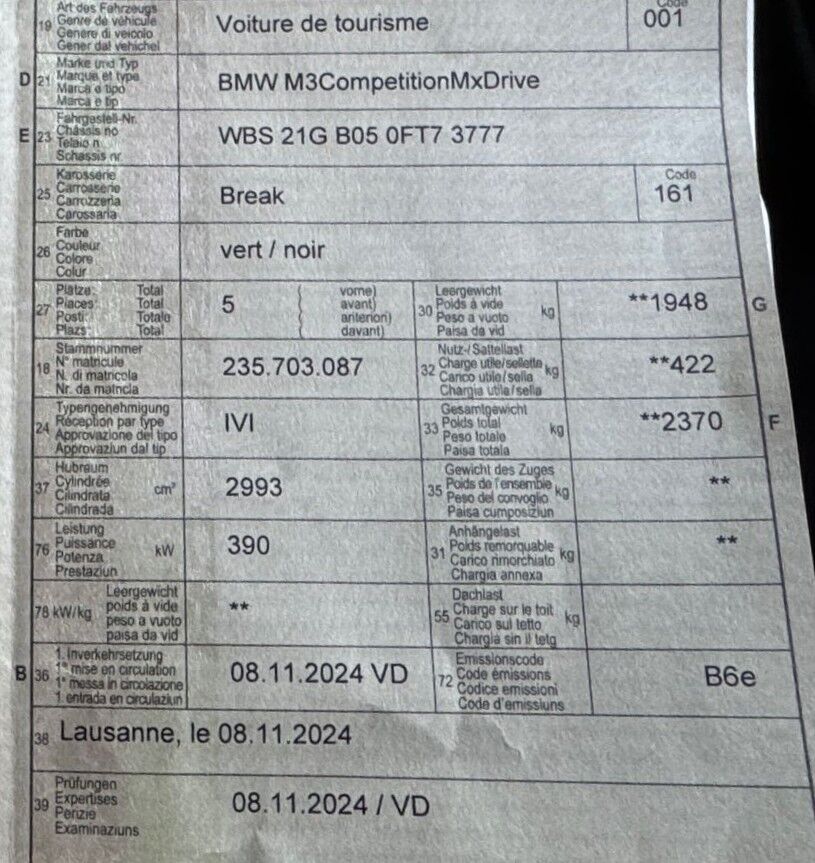 19 Art des Fahrzeugs
Genre de véhicule
Genere di veicolo
Gener dal vehichel
Voiture de tourisme
Code
001
D 21 Marke und Typ
Marque et type
Marca e tipo
Marca e tip
BMW M3CompetitionMxDrive
E 23 Fahrgestell-Nr.
Châssis no
Telaio n.
Schassis nr.
WBS 21G B05 0FT7 3777
25 Karosserie
Carrosserie
Carrozzeria
Carossaria
Break
Code
161
26 Farbe
Couleur
Colore
Colur
vert / noir
27 Plätze: Total
Places: Total
Posti: Totale
Plazs: Total
5
( vorne)
( avant)
( anteriori)
( davant)
30 Leergewicht
Poids à vide
Peso a vuoto
Paisa da vid
kg
**1948 G
18 Stammnummer
N° matricule
N. di matricola
Nr. da matricla
235.703.087
32 Nutz-/Sattellast
Charge utile/sellette
Carico utile/sella
Chargia utila/sella
kg
**422
24 Typengenehmigung
Réception par type
Approvazione del tipo
Approvaziun dal tip
IVI
33 Gesamtgewicht
Poids total
Peso totale
Paisa totala
kg
**2370 F
37 Hubraum
Cylindrée
Cilindrata
Cilindrada
cm³
2993
35 Gewicht des Zuges
Poids de l'ensemble
Peso del convoglio
Paisa cumposiziun
kg
**
76 Leistung
Puissance
Potenza
Prestaziun
kW
390
31 Anhängelast
Poids remorquable
Carico rimorchiato
Chargia annexa
kg
**
78 kW/kg Leergewicht
poids à vide
peso a vuoto
paisa da vid
**
55 Dachlast
Charge sur le toit
Carico sul tetto
Chargia sin il tetg
kg
B 36 1. Inverkehrsetzung
1re mise en circulation
1a messa in circolazione
1. entrada en circulaziun
08.11.2024 VD
72 Emissionscode
Code émissions
Codice emissioni
Code d'emissiuns
B6e
38 Lausanne, le 08.11.2024
39 Prüfungen
Expertises
Perizie
Examinaziuns
08.11.2024 / VD